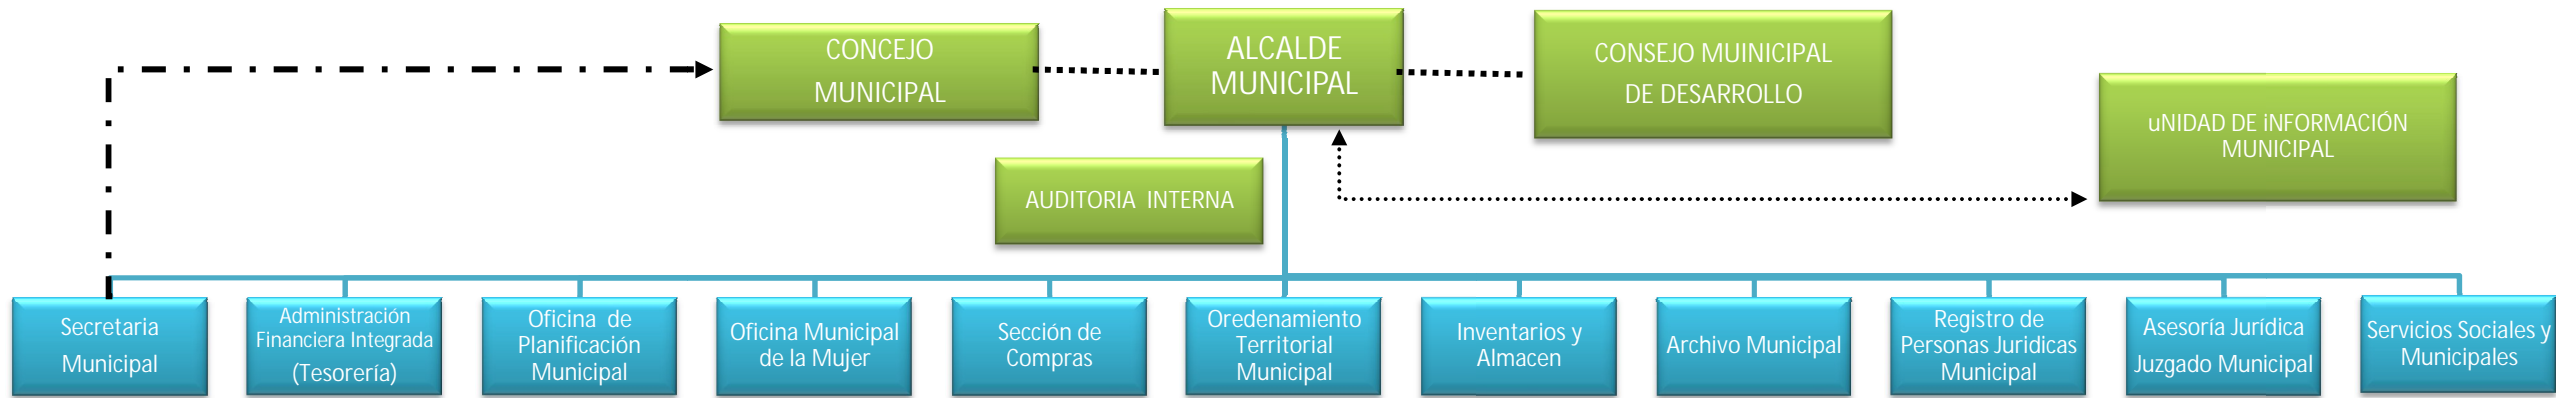 CONCEJO
MUNICIPAL
ALCALDE
MUNICIPAL
CONSEJO MUINICIPAL
DE DESARROLLO
uNIDAD DE iNFORMACIÓN
MUNICIPAL
AUDITORIA INTERNA
Secretaria
Municipal
Administración
Financiera Integrada
(Tesorería)
Oficina de
Planificación
Municipal
Oficina Municipal
de la Mujer
Sección de
Compras
Oredenamiento
Territorial
Municipal
Inventarios y
Almacen
Archivo Municipal
Registro de
Personas Juridicas
Municipal
Asesoría Jurídica
Juzgado Municipal
Servicios Sociales y
Municipales